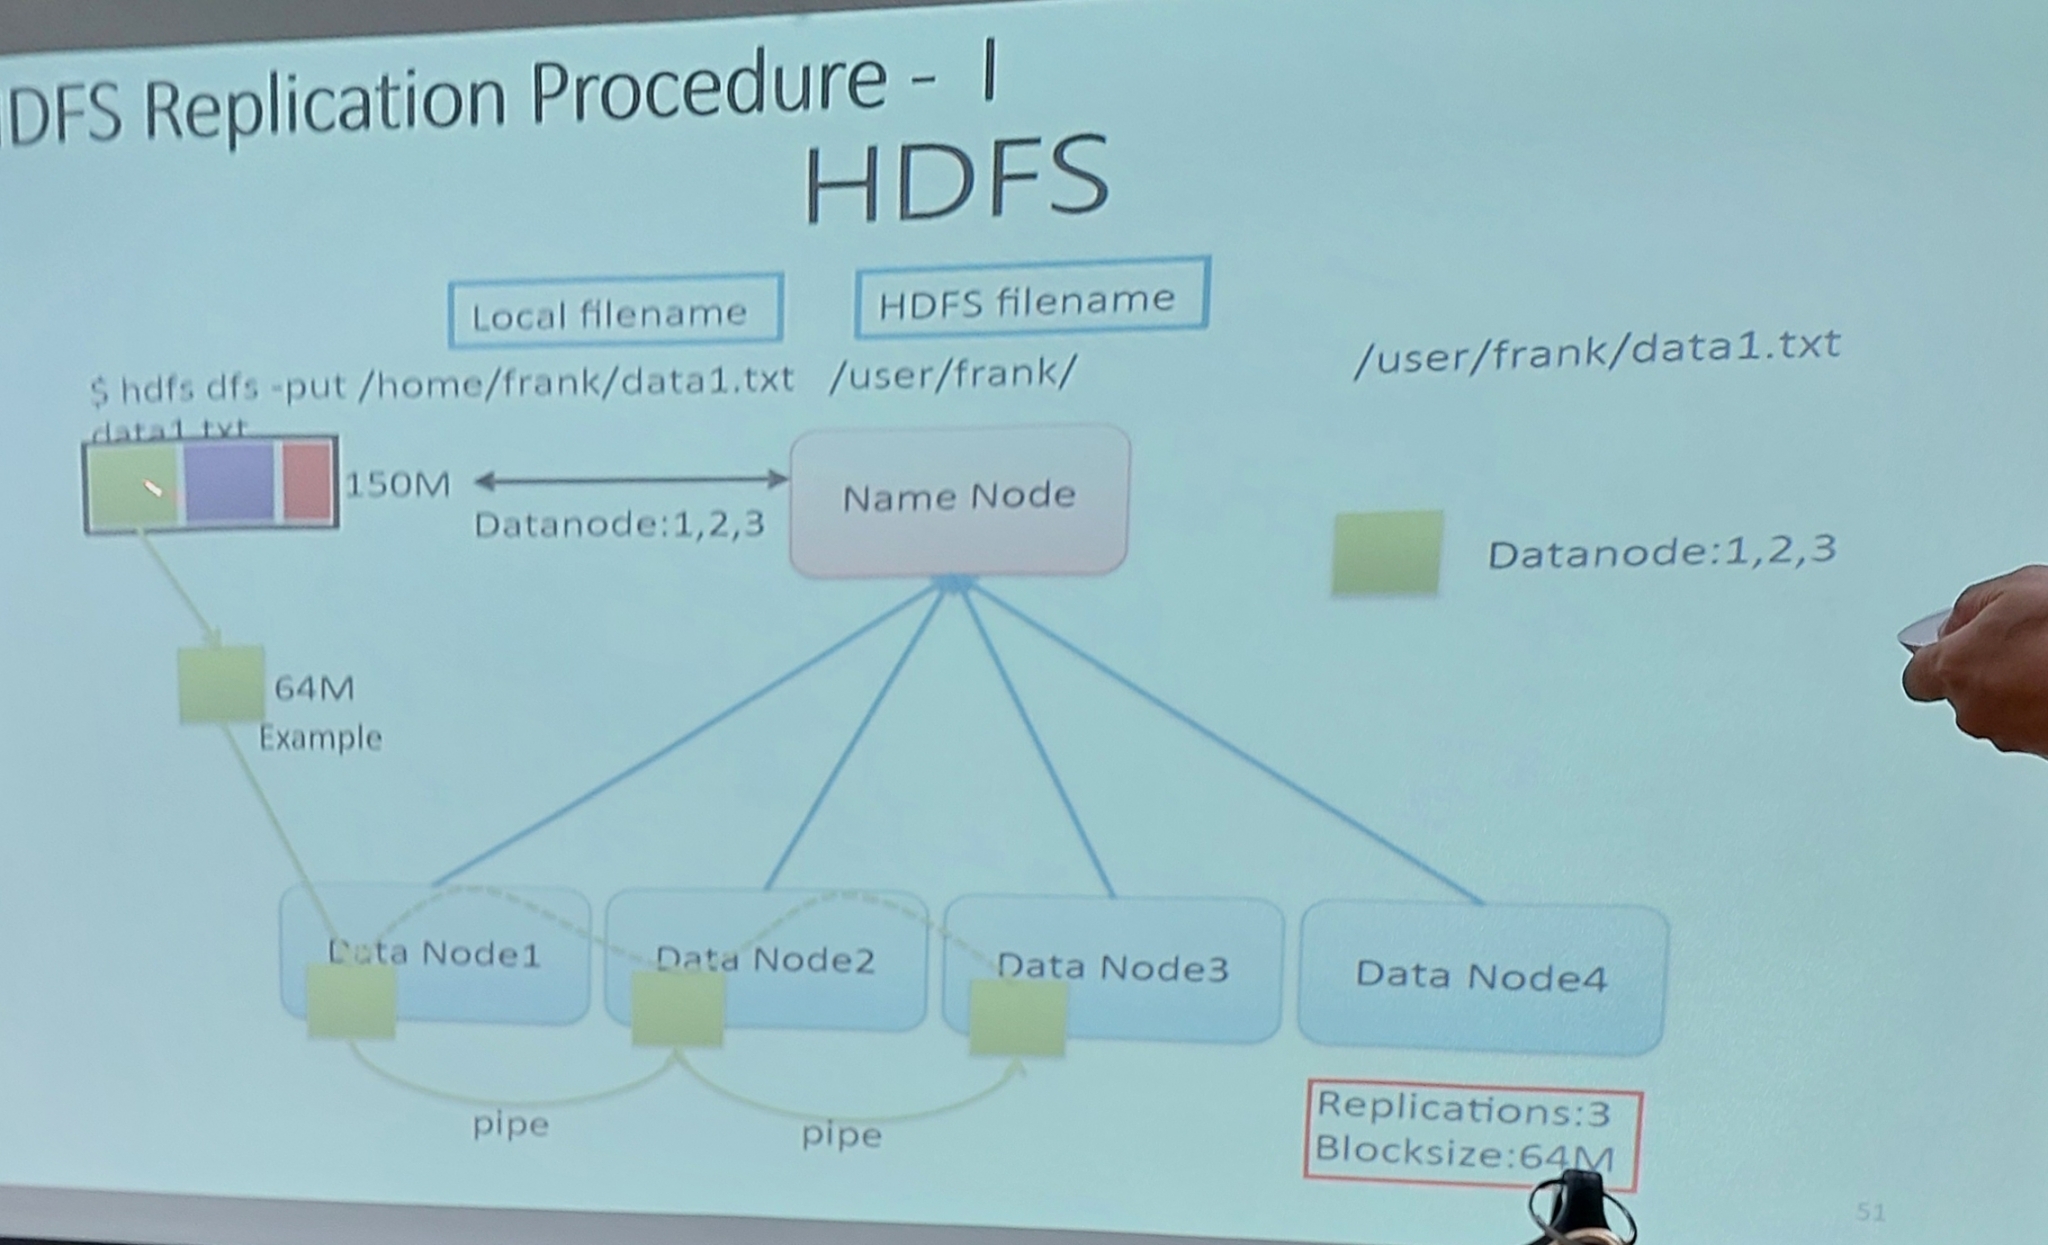 DFS Replication Procedure - I
HDFS
Local filename
HDFS filename
$ hdfs dfs -put /home/frank/data1.txt /user/frank/
/user/frank/data1.txt
data1.txt
150M
Datanode:1,2,3
Name Node
Datanode:1,2,3
64M
Example
Data Node1
Data Node2
Data Node3
Data Node4
pipe
pipe
Replications:3
Blocksize:64M
51